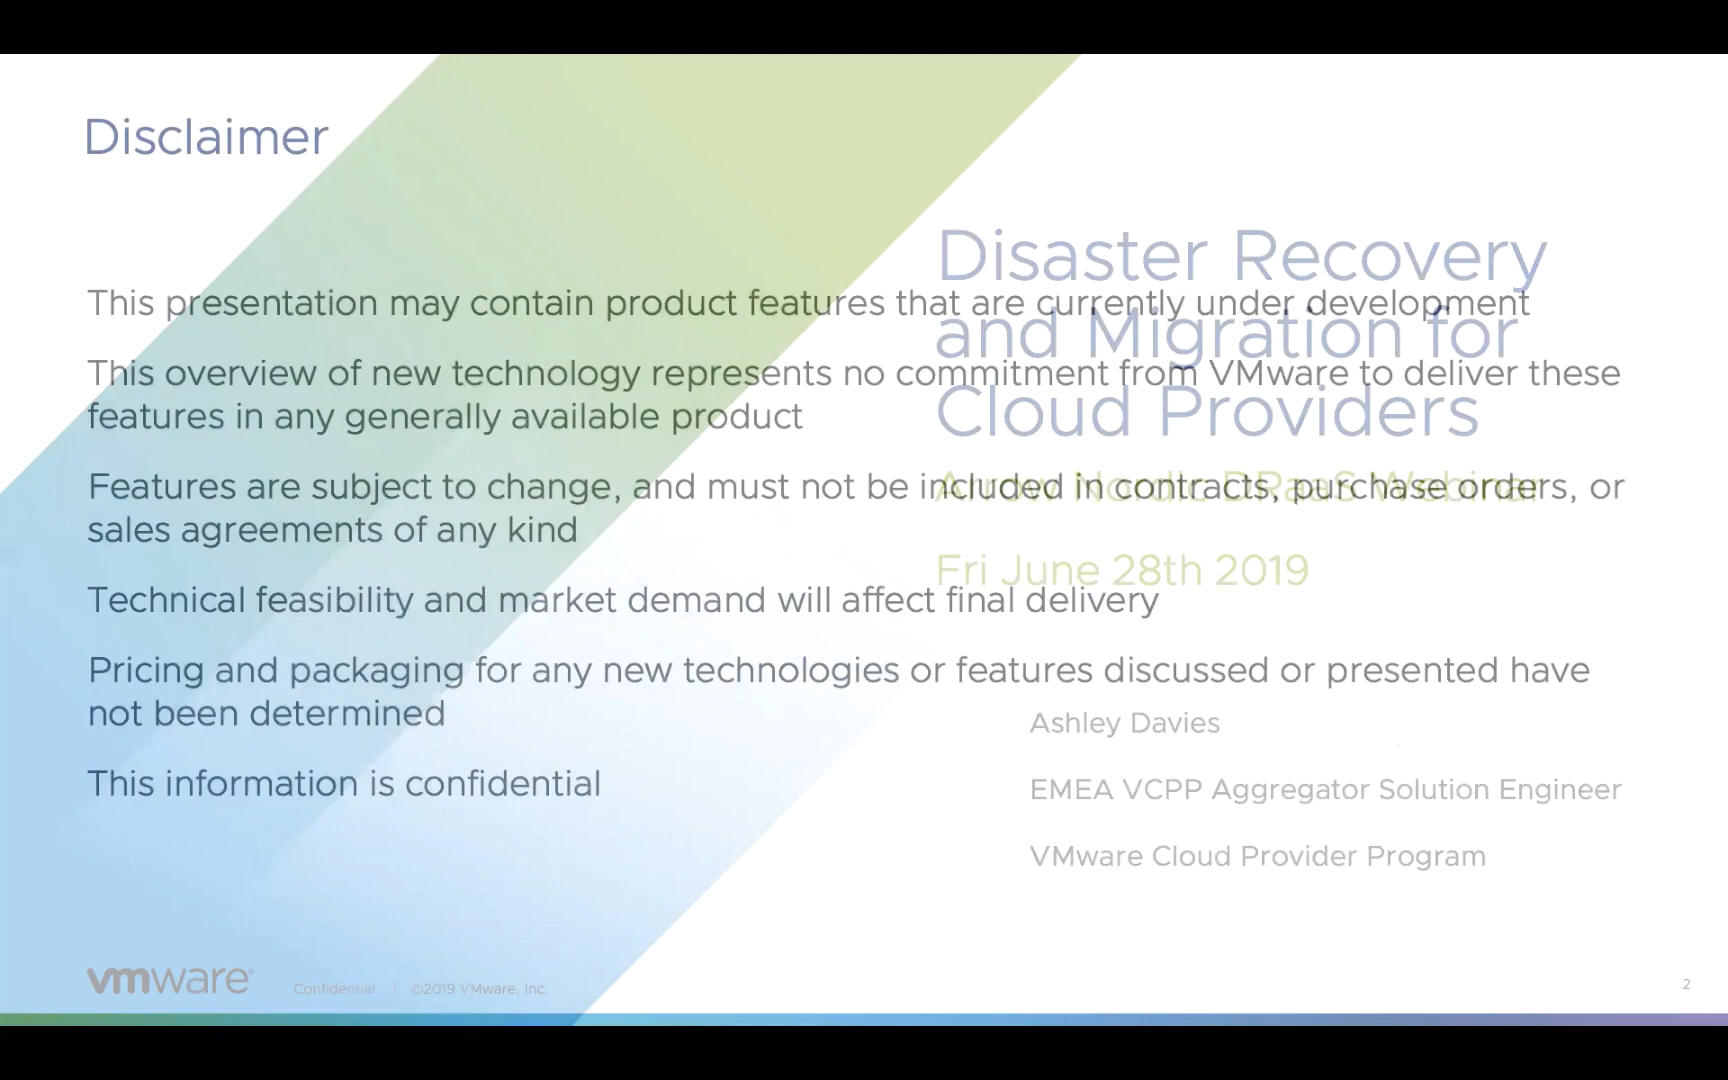 Disclaimer
This presentation may contain product features that are currently under development
This overview of new technology represents no commitment from VMware to deliver these
features in any generally available product
Features are subject to change, and must not be included in contracts, purchase orders, or
sales agreements of any kind
Technical feasibility and market demand will affect final delivery
Pricing and packaging for any new technologies or features discussed or presented have
not been determined
This information is confidential
Disaster Recovery
and Migration for
Cloud Providers
Arrow Nordic DRaaS Webinar
Fri June 28th 2019
Ashley Davies
EMEA VCPP Aggregator Solution Engineer
VMware Cloud Provider Program
vmware®
Confidential | ©2019 VMware, Inc.
2